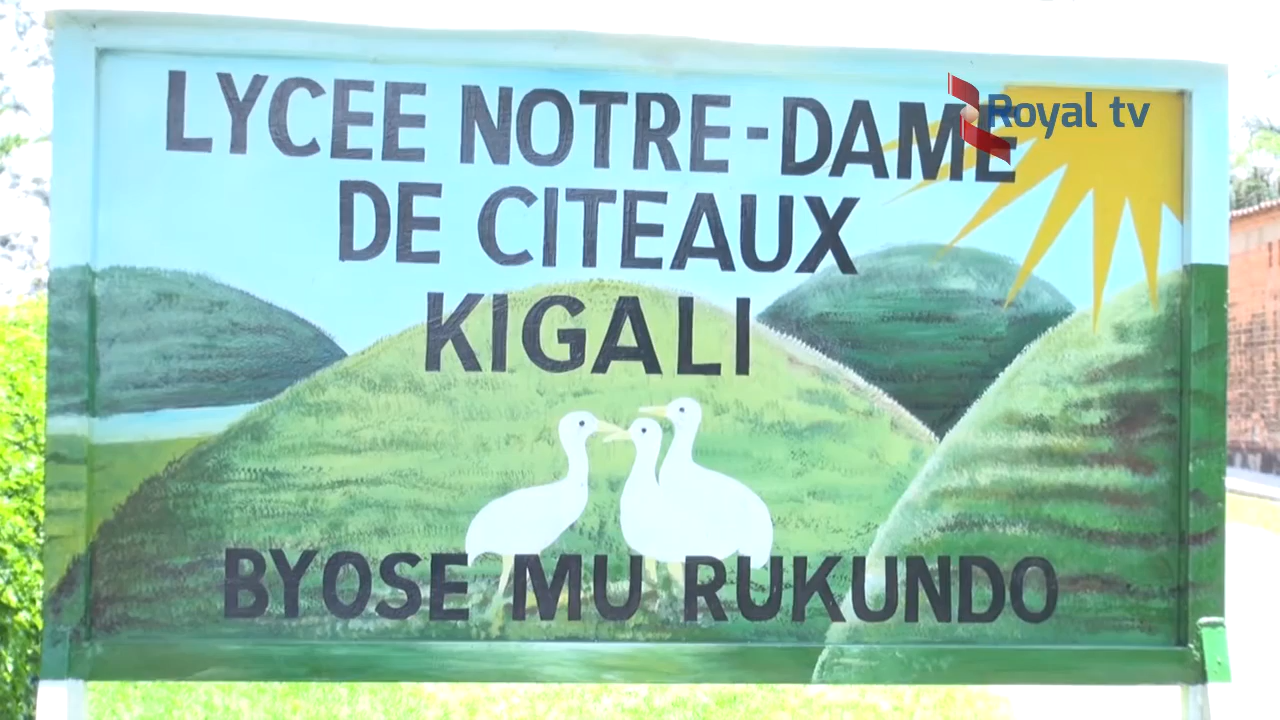 LYCEE NOTRE-DAME
Royal tv
DE CITEAUX
KIGALI
BYOSE MU RUKUNDO